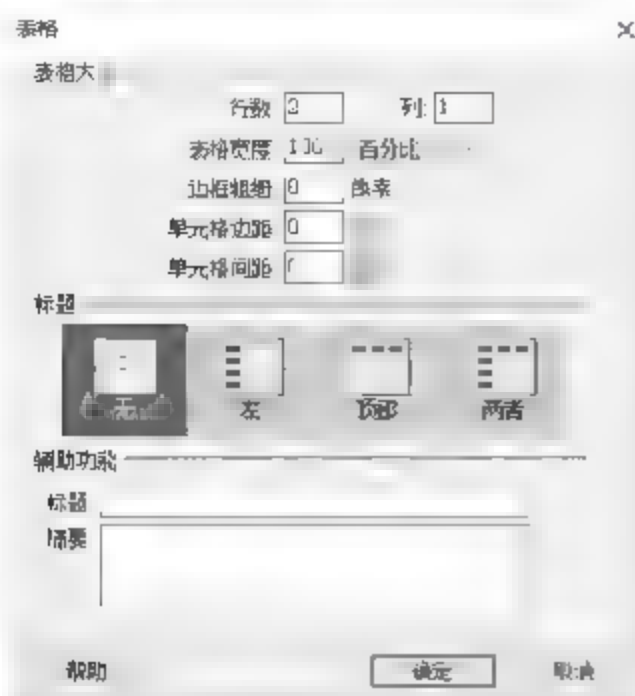 表格
表格大
行数 列: 1
表格宽度 百分比
边框粗细 0 像素
单元格边距 0
单元格间距
标题
无 左 顶部 两者
辅助功能
标题
摘要
帮助 确定 取消